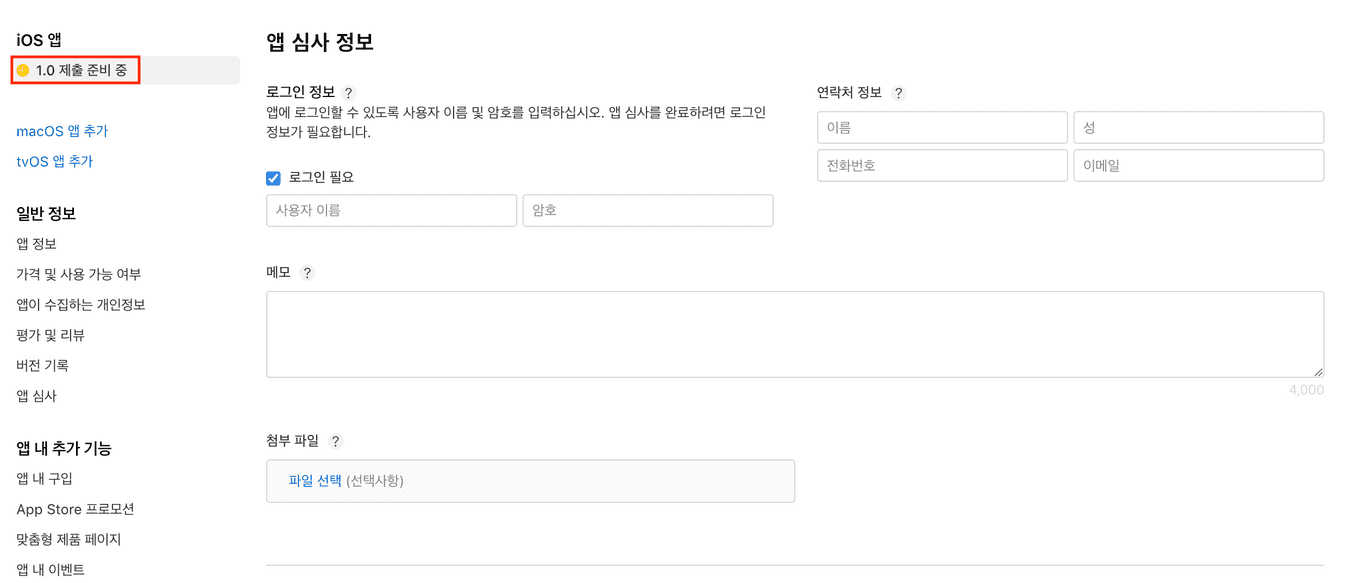 iOS 앱
1.0 제출 준비 중
macOS 앱 추가
tvOS 앱 추가
일반 정보
앱 정보
가격 및 사용 가능 여부
앱이 수집하는 개인정보
평가 및 리뷰
버전 기록
앱 심사
앱 내 추가 기능
앱 내 구입
App Store 프로모션
맞춤형 제품 페이지
앱 내 이벤트
앱 심사 정보
로그인 정보 ?
앱에 로그인할 수 있도록 사용자 이름 및 암호를 입력하십시오. 앱 심사를 완료하려면 로그인
정보가 필요합니다.
로그인 필요
사용자 이름 암호
연락처 정보 ?
이름 성
전화번호 이메일
메모 ?
4,000
첨부 파일 ?
파일 선택 (선택사항)